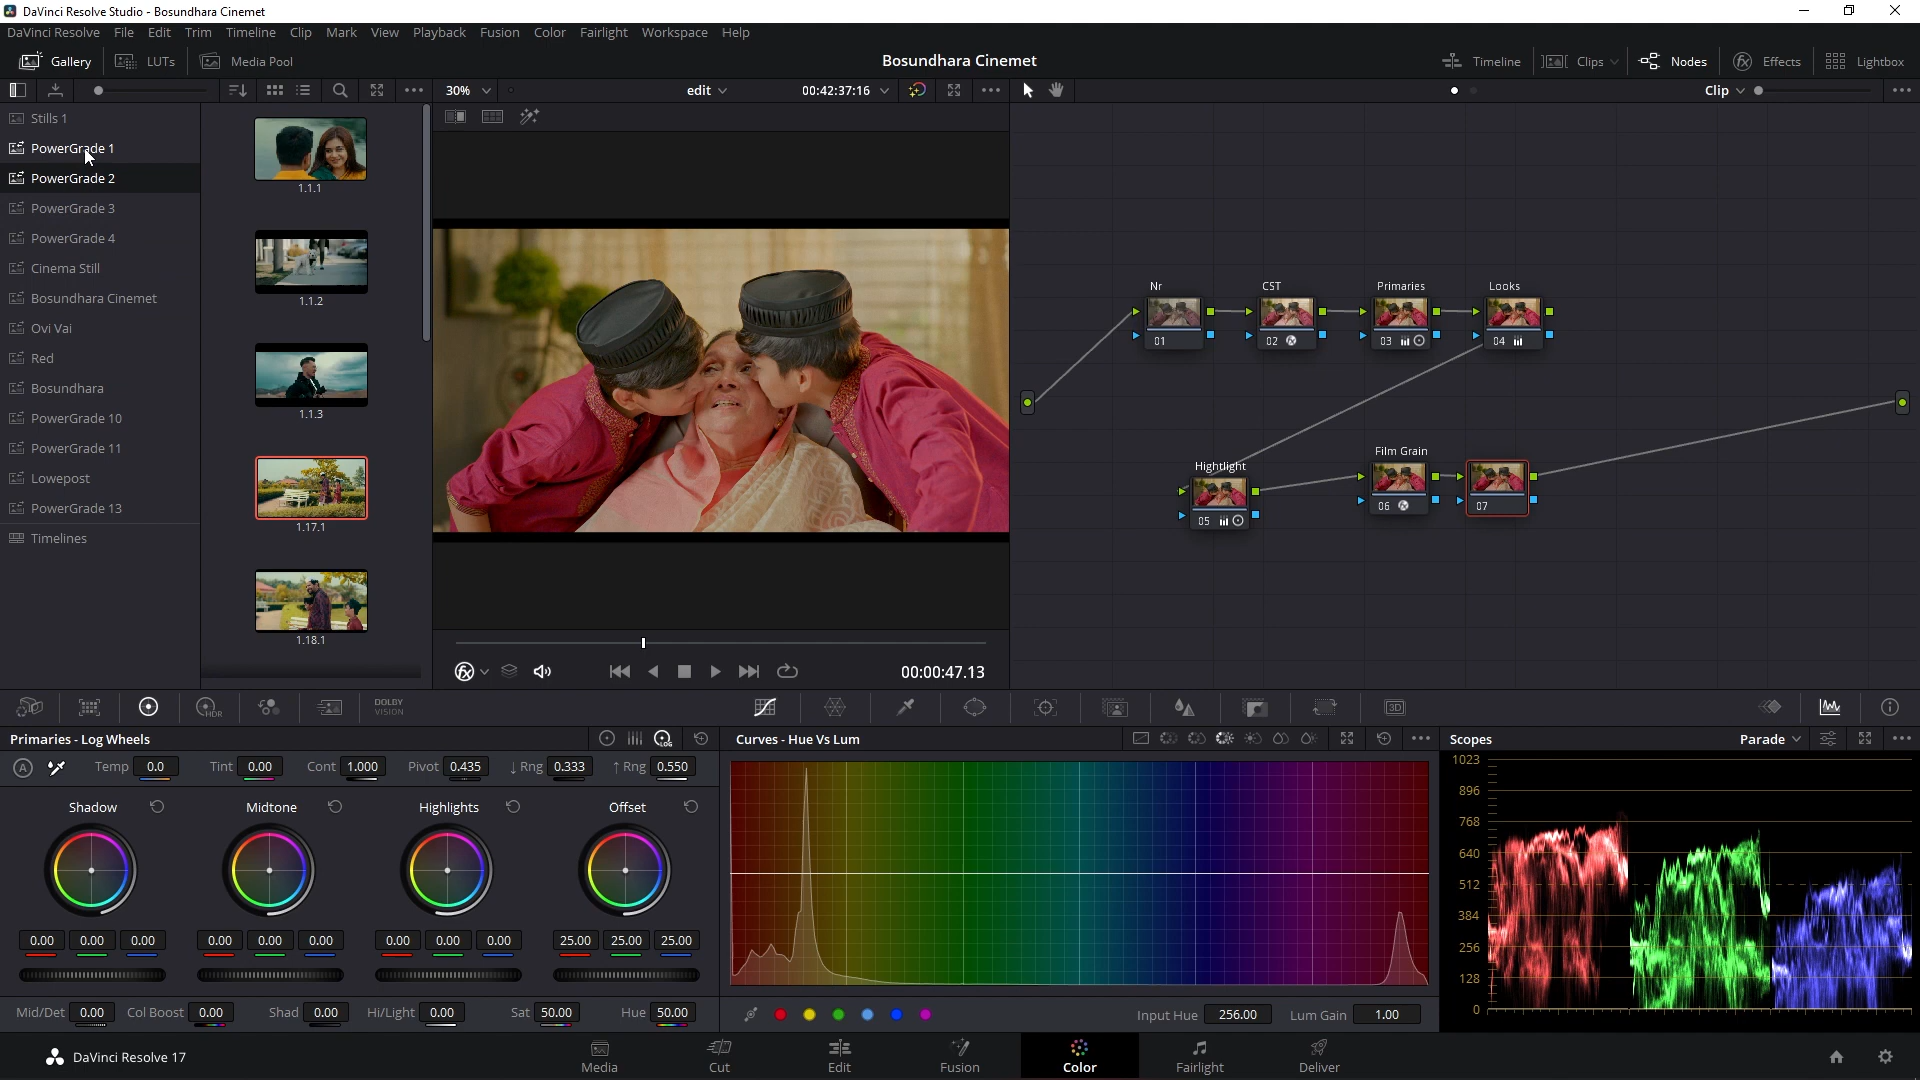 DaVinci Resolve Studio - Bosundhara Cinemet
DaVinci Resolve File Edit Trim Timeline Clip Mark View Playback Fusion Color Fairlight Workspace Help
Gallery LUTs Media Pool Bosundhara Cinemet Timeline Clips Nodes Effects Lightbox
30% edit 00:42:37:16 Clip
Stills 1
PowerGrade 1
PowerGrade 2
PowerGrade 3
PowerGrade 4
Cinema Still
Bosundhara Cinemet
Ovi Vai
Red
Bosundhara
PowerGrade 10
PowerGrade 11
Lowepost
PowerGrade 13
Timelines
1.1.1
1.1.2
1.1.3
1.17.1
1.18.1
00:00:47.13
Nr CST Primaries Looks
01 02 03 04
Hightlight Film Grain
05 06 07
HDR DOLBY VISION 3D
Primaries - Log Wheels LOG
A Temp 0.0 Tint 0.00 Cont 1.000 Pivot 0.435 ↓ Rng 0.333 ↑ Rng 0.550
Shadow Midtone Highlights Offset
0.00 0.00 0.00 0.00 0.00 0.00 0.00 0.00 0.00 25.00 25.00 25.00
Mid/Det 0.00 Col Boost 0.00 Shad 0.00 Hi/Light 0.00 Sat 50.00 Hue 50.00
Curves - Hue Vs Lum
Input Hue 256.00 Lum Gain 1.00
Scopes Parade
1023
896
768
640
512
384
256
128
0
DaVinci Resolve 17 Media Cut Edit Fusion Color Fairlight Deliver